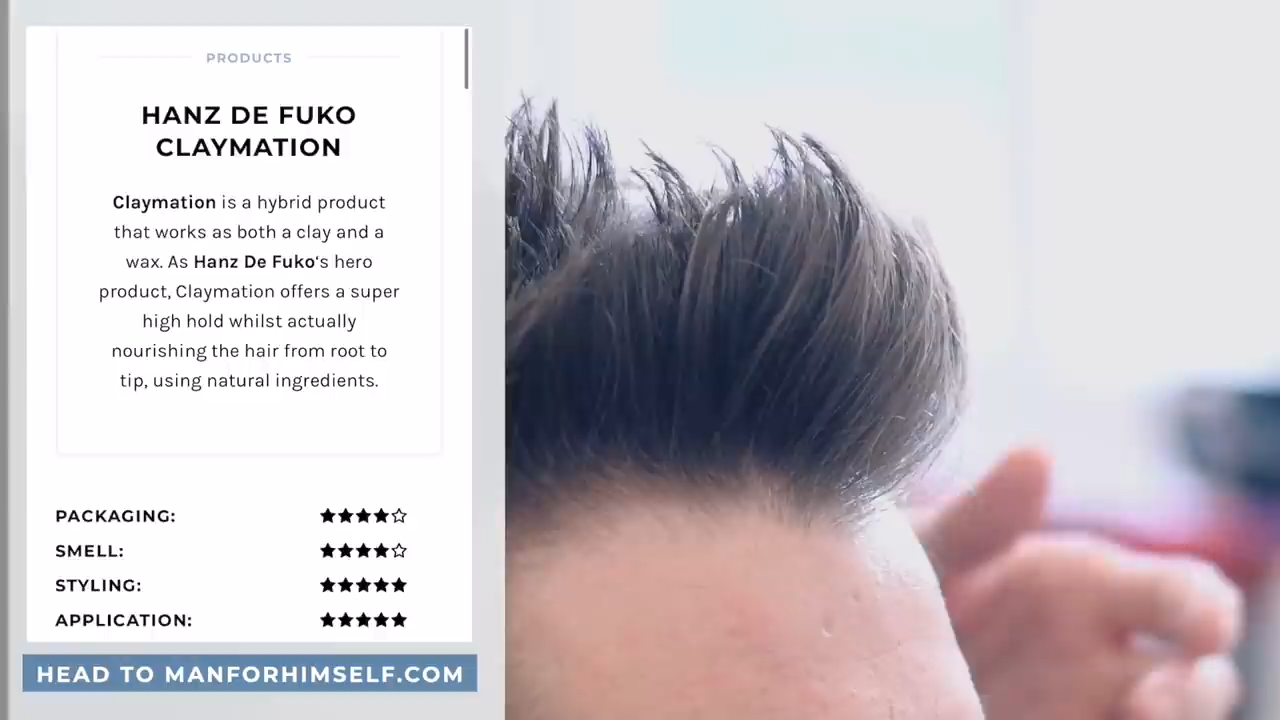 PRODUCTS
HANZ DE FUKO
CLAYMATION
Claymation is a hybrid product
that works as both a clay and a
wax. As Hanz De Fuko‘s hero
product, Claymation offers a super
high hold whilst actually
nourishing the hair from root to
tip, using natural ingredients.
PACKAGING: ★★★★☆
SMELL: ★★★★☆
STYLING: ★★★★★
APPLICATION: ★★★★★
HEAD TO MANFORHIMSELF.COM